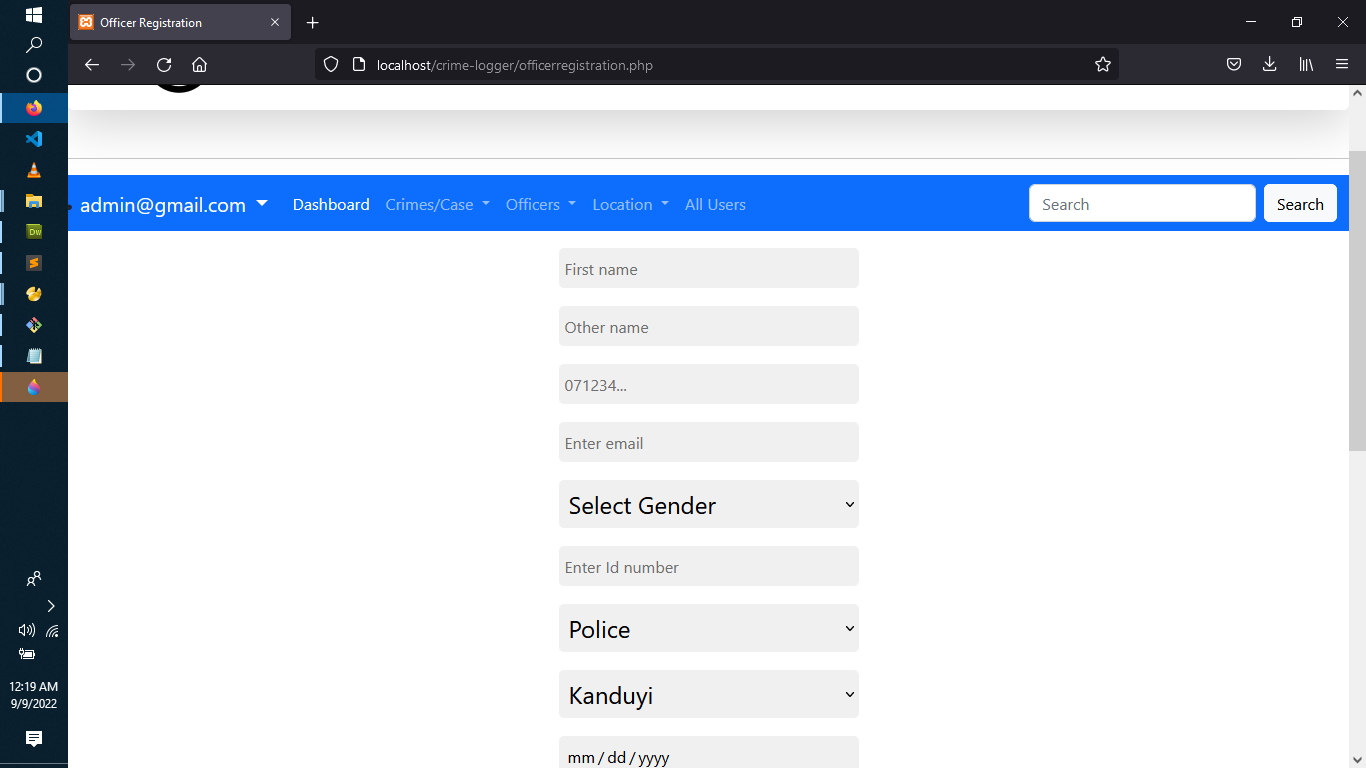 Officer Registration
localhost/crime-logger/officerregistration.php
admin@gmail.com Dashboard Crimes/Case Officers Location All Users Search Search
First name
Other name
071234...
Enter email
Select Gender
Enter Id number
Police
Kanduyi
mm / dd / yyyy
Dw
12:19 AM
9/9/2022